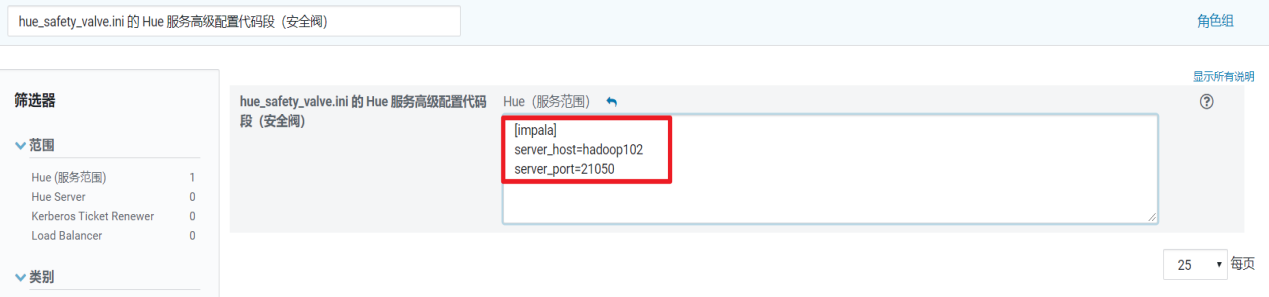 hue_safety_valve.ini 的 Hue 服务高级配置代码段（安全阀）
角色组
显示所有说明
筛选器
范围
Hue (服务范围) 1
Hue Server 0
Kerberos Ticket Renewer 0
Load Balancer 0
类别
hue_safety_valve.ini 的 Hue 服务高级配置代码
段（安全阀）
Hue（服务范围）
[impala]
server_host=hadoop102
server_port=21050
25 每页